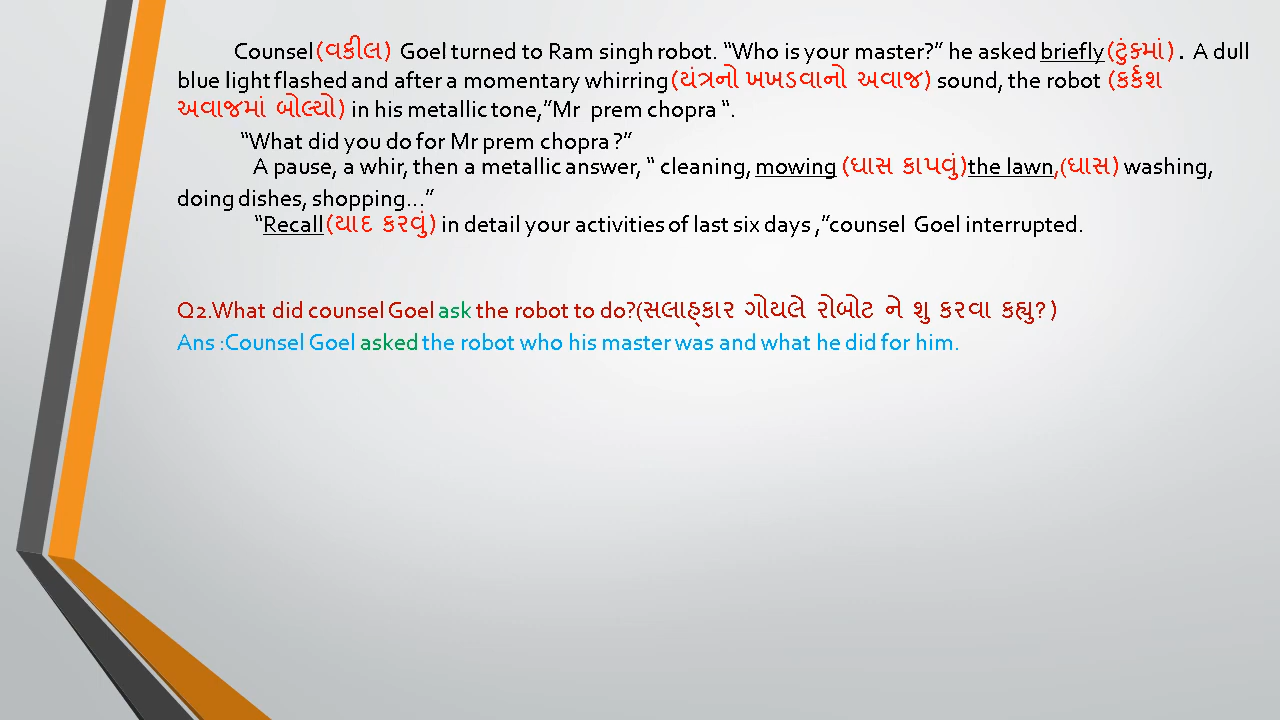 Counsel(વકીલ) Goel turned to Ram singh robot. “Who is your master?” he asked briefly(ટુંકમાં) . A dull
blue light flashed and after a momentary whirring(યંત્રનો ખખડવાનો અવાજ) sound, the robot (કર્કશ
અવાજમાં બોલ્યો) in his metallic tone,”Mr prem chopra “.
“What did you do for Mr prem chopra ?”
A pause, a whir, then a metallic answer, “ cleaning, mowing (ઘાસ કાપવું)the lawn,(ઘાસ) washing,
doing dishes, shopping...”
“Recall(યાદ કરવું) in detail your activities of last six days ,”counsel Goel interrupted.
Q2.What did counsel Goel ask the robot to do?(સલાહ્કાર ગોયલે રોબોટ ને શુ કરવા કહ્યુ? )
Ans :Counsel Goel asked the robot who his master was and what he did for him.